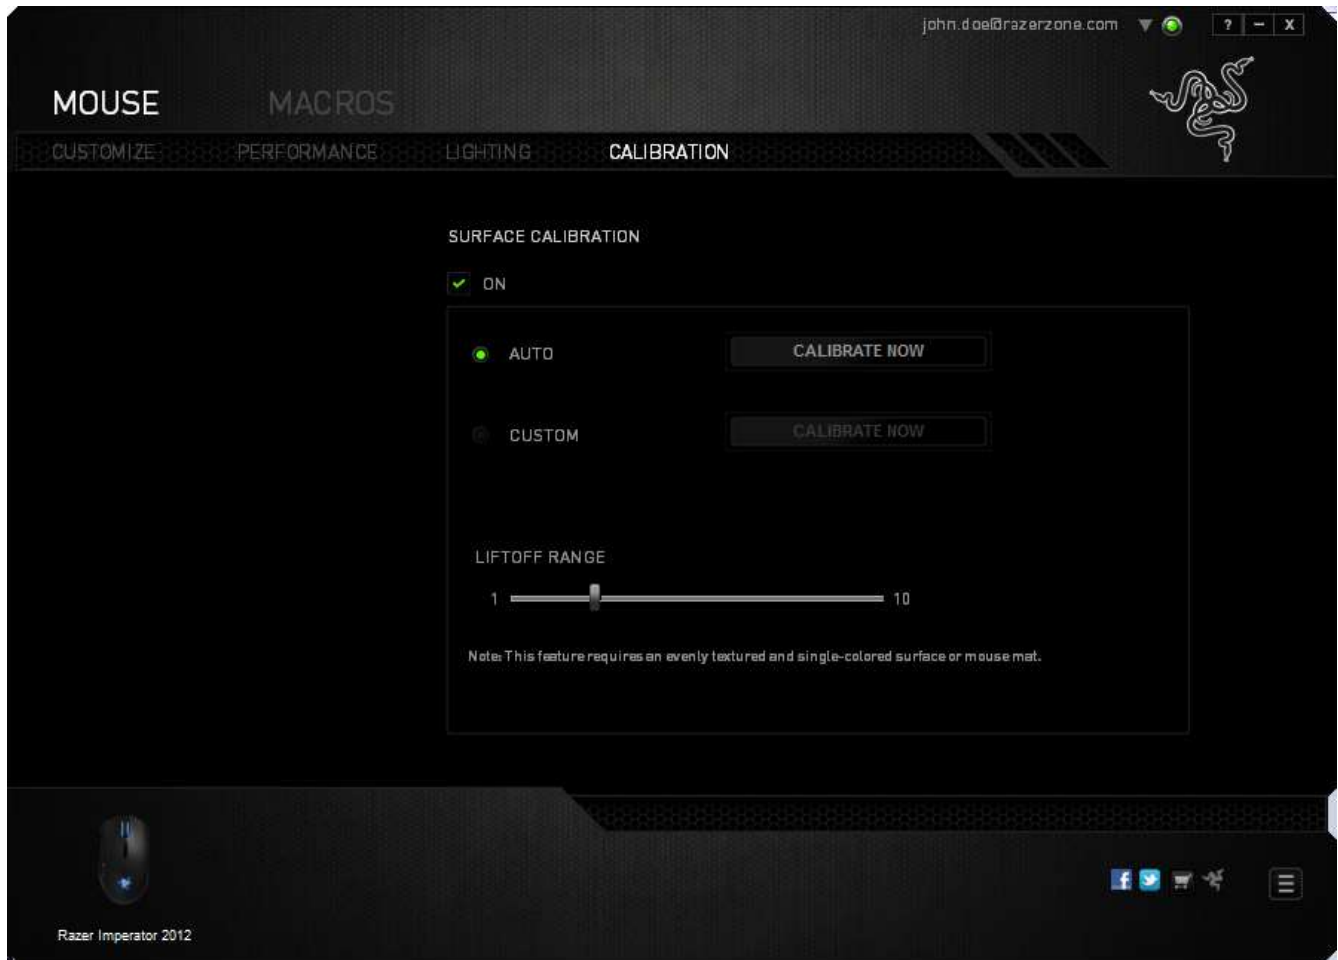 john.doe@razerzone.com ? – X
MOUSE MACROS
CUSTOMIZE PERFORMANCE LIGHTING CALIBRATION
SURFACE CALIBRATION
ON
AUTO CALIBRATE NOW
CUSTOM CALIBRATE NOW
LIFTOFF RANGE
1 10
Note: This feature requires an evenly textured and single-colored surface or mouse mat.
f
Razer Imperator 2012